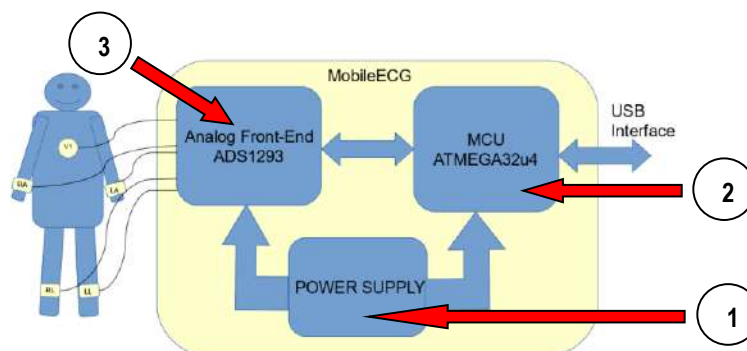 3
MobileECG
Analog Front-End
ADS1293
MCU
ATMEGA32u4
USB
Interface
V1
RA
LA
2
RL
LL
POWER SUPPLY
1